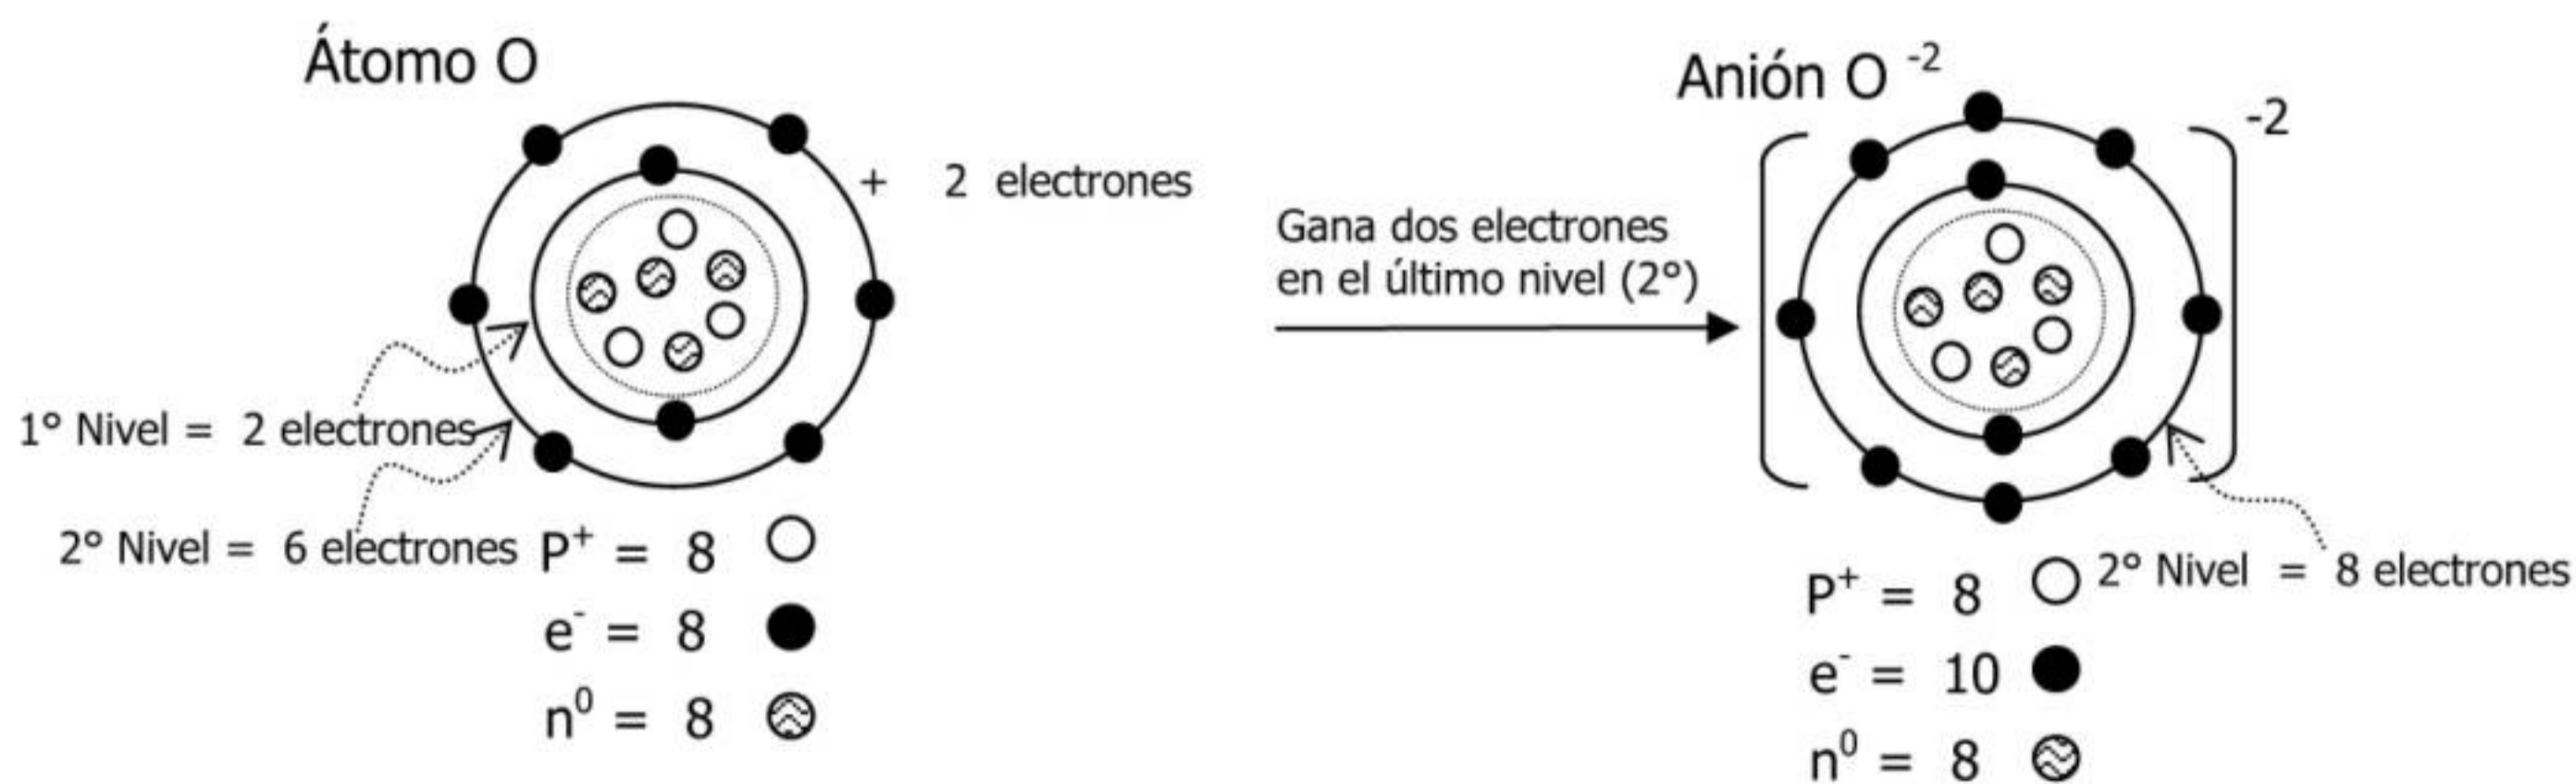 Átomo O
+ 2 electrones
1° Nivel = 2 electrones
2° Nivel = 6 electrones
P⁺ = 8
e⁻ = 8
n⁰ = 8
Gana dos electrones
en el último nivel (2°)
Anión O ⁻²
-2
2° Nivel = 8 electrones
P⁺ = 8
e⁻ = 10
n⁰ = 8